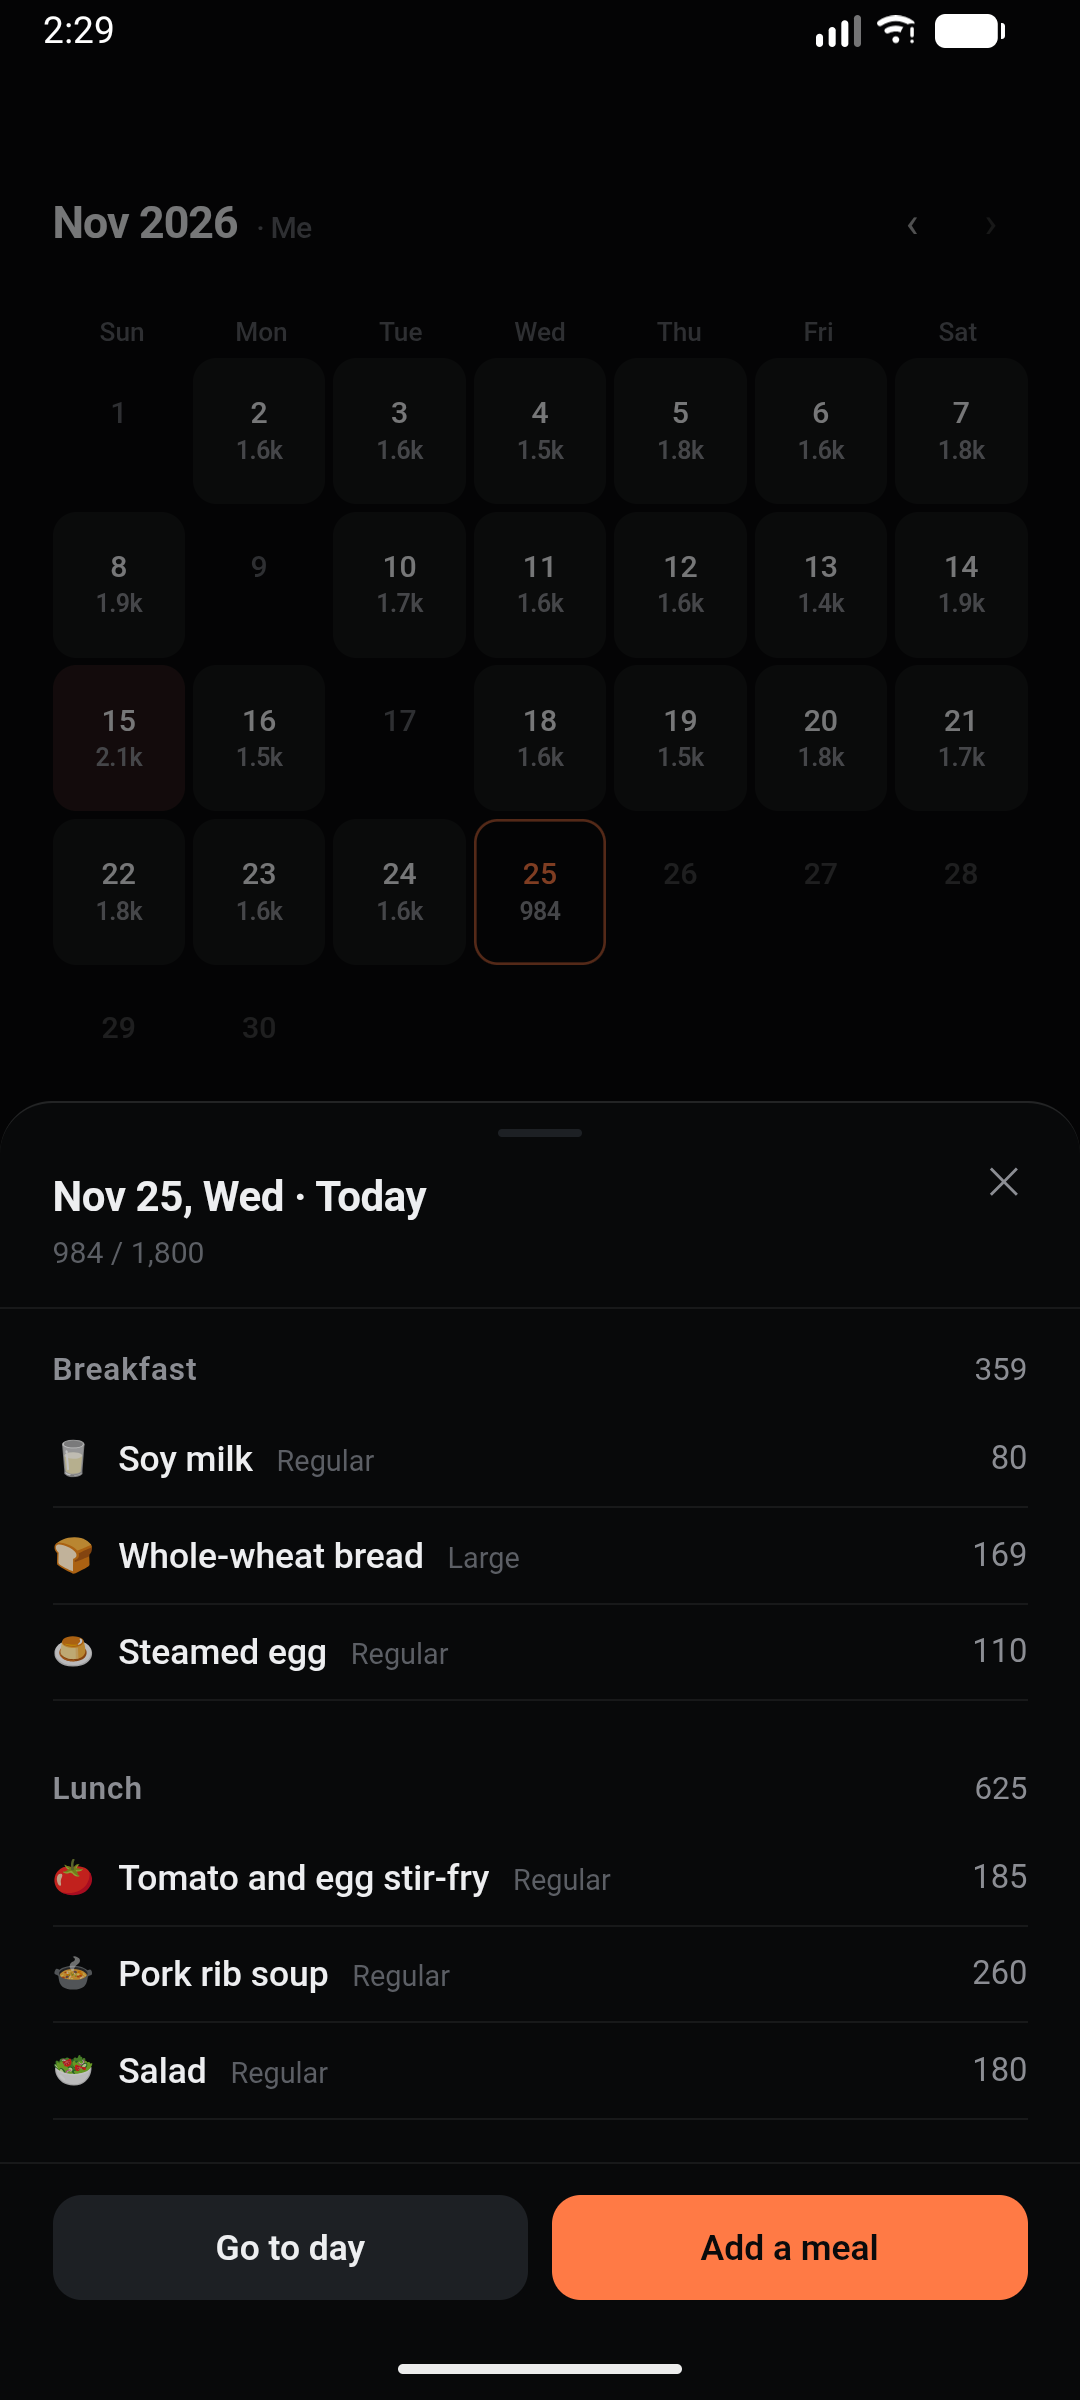 2:29
Nov 2026 · Me
‹ ›
Sun Mon Tue Wed Thu Fri Sat
1 2 3 4 5 6 7
1.6k 1.6k 1.5k 1.8k 1.6k 1.8k
8 9 10 11 12 13 14
1.9k 1.7k 1.6k 1.6k 1.4k 1.9k
15 16 17 18 19 20 21
2.1k 1.5k 1.6k 1.5k 1.8k 1.7k
22 23 24 25 26 27 28
1.8k 1.6k 1.6k 984
29 30
Nov 25, Wed · Today
984 / 1,800
Breakfast 359
Soy milk Regular 80
Whole-wheat bread Large 169
Steamed egg Regular 110
Lunch 625
Tomato and egg stir-fry Regular 185
Pork rib soup Regular 260
Salad Regular 180
Go to day Add a meal